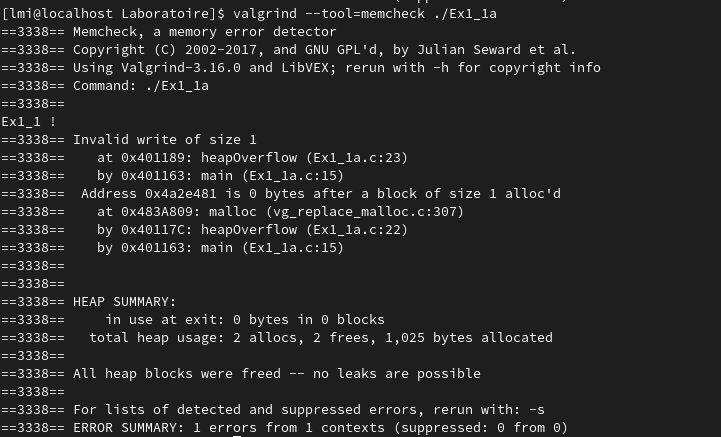 [lmi@localhost Laboratoire]$ valgrind --tool=memcheck ./Ex1_1a
==3338== Memcheck, a memory error detector
==3338== Copyright (C) 2002-2017, and GNU GPL'd, by Julian Seward et al.
==3338== Using Valgrind-3.16.0 and LibVEX; rerun with -h for copyright info
==3338== Command: ./Ex1_1a
==3338==
Ex1_1 !
==3338== Invalid write of size 1
==3338==    at 0x401189: heapOverflow (Ex1_1a.c:23)
==3338==    by 0x401163: main (Ex1_1a.c:15)
==3338==  Address 0x4a2e481 is 0 bytes after a block of size 1 alloc'd
==3338==    at 0x483A809: malloc (vg_replace_malloc.c:307)
==3338==    by 0x40117C: heapOverflow (Ex1_1a.c:22)
==3338==    by 0x401163: main (Ex1_1a.c:15)
==3338==
==3338==
==3338== HEAP SUMMARY:
==3338==     in use at exit: 0 bytes in 0 blocks
==3338==   total heap usage: 2 allocs, 2 frees, 1,025 bytes allocated
==3338==
==3338== All heap blocks were freed -- no leaks are possible
==3338==
==3338== For lists of detected and suppressed errors, rerun with: -s
==3338== ERROR SUMMARY: 1 errors from 1 contexts (suppressed: 0 from 0)